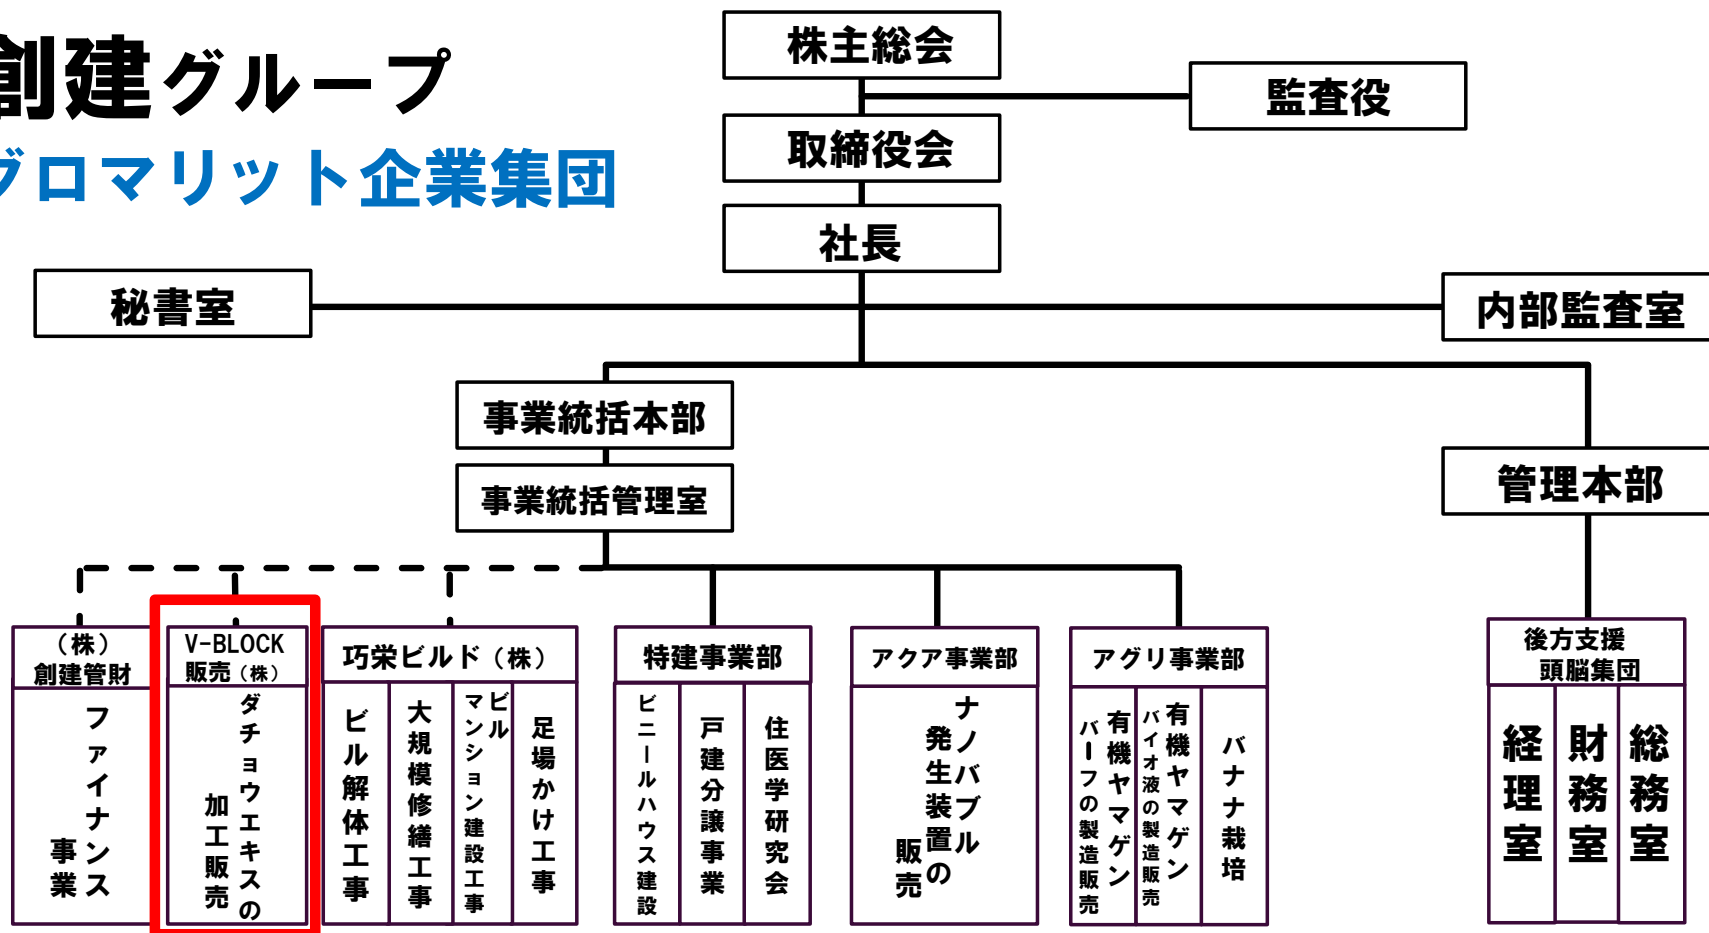 創建グループ
グロマリット企業集団
株主総会
監査役
取締役会
社長
秘書室
内部監査室
事業統括本部
事業統括管理室
管理本部
（株）
創建管財
ファイナンス
事業
V-BLOCK
販売（株）
ダチョウエキスの
加工販売
巧栄ビルド（株）
ビル解体工事
大規模修繕工事
ビル
マンション建設工事
足場かけ工事
特建事業部
ビニールハウス建設
戸建分譲事業
住医学研究会
アクア事業部
ナノバブル
発生装置の
販売
アグリ事業部
有機ヤマゲン
バーフの製造販売
有機ヤマゲン
バイオ液の製造販売
バナナ栽培
後方支援
頭脳集団
経理室
財務室
総務室